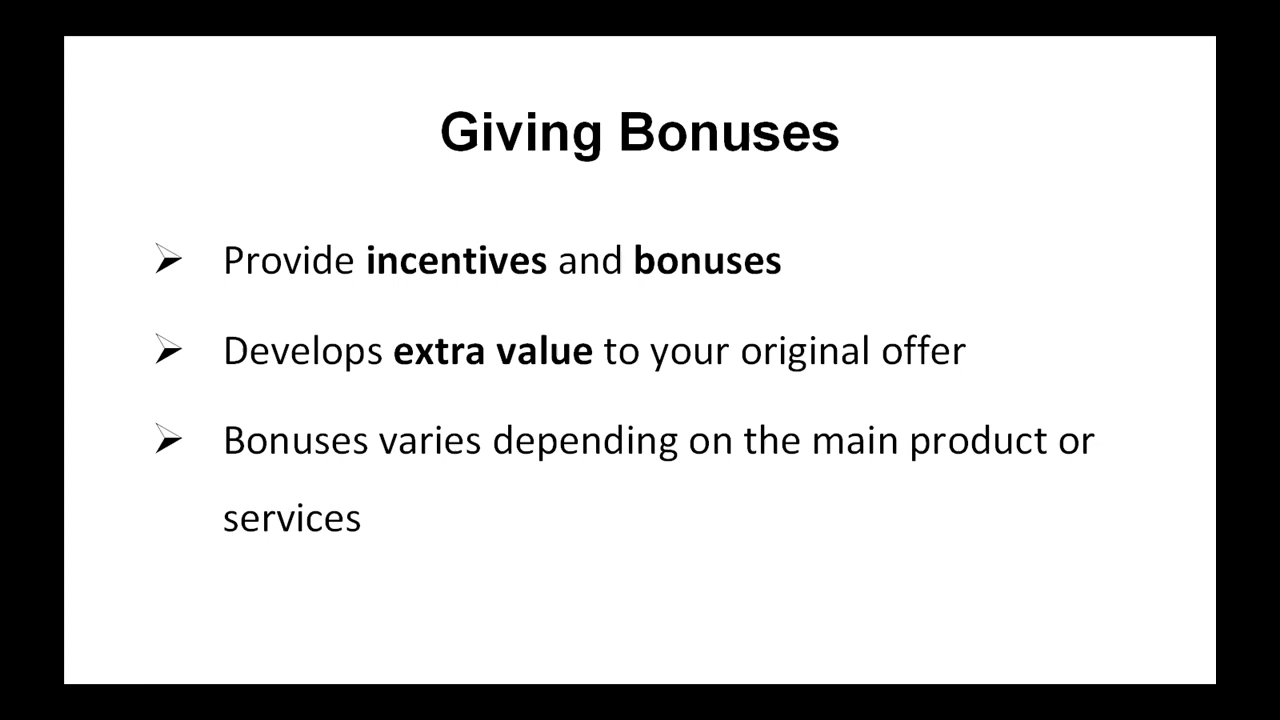 Giving Bonuses
Provide incentives and bonuses
Develops extra value to your original offer
Bonuses varies depending on the main product or
services